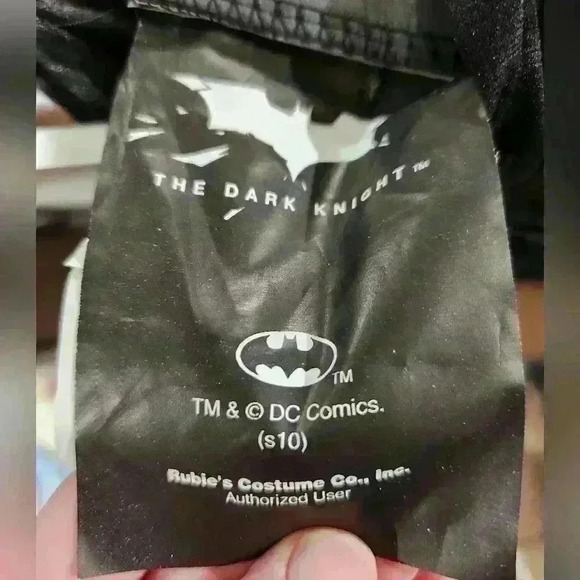 THE DARK KNIGHT™
TM
TM & © DC Comics.
(s10)
Rubie's Costume Co., Inc.
Authorized User